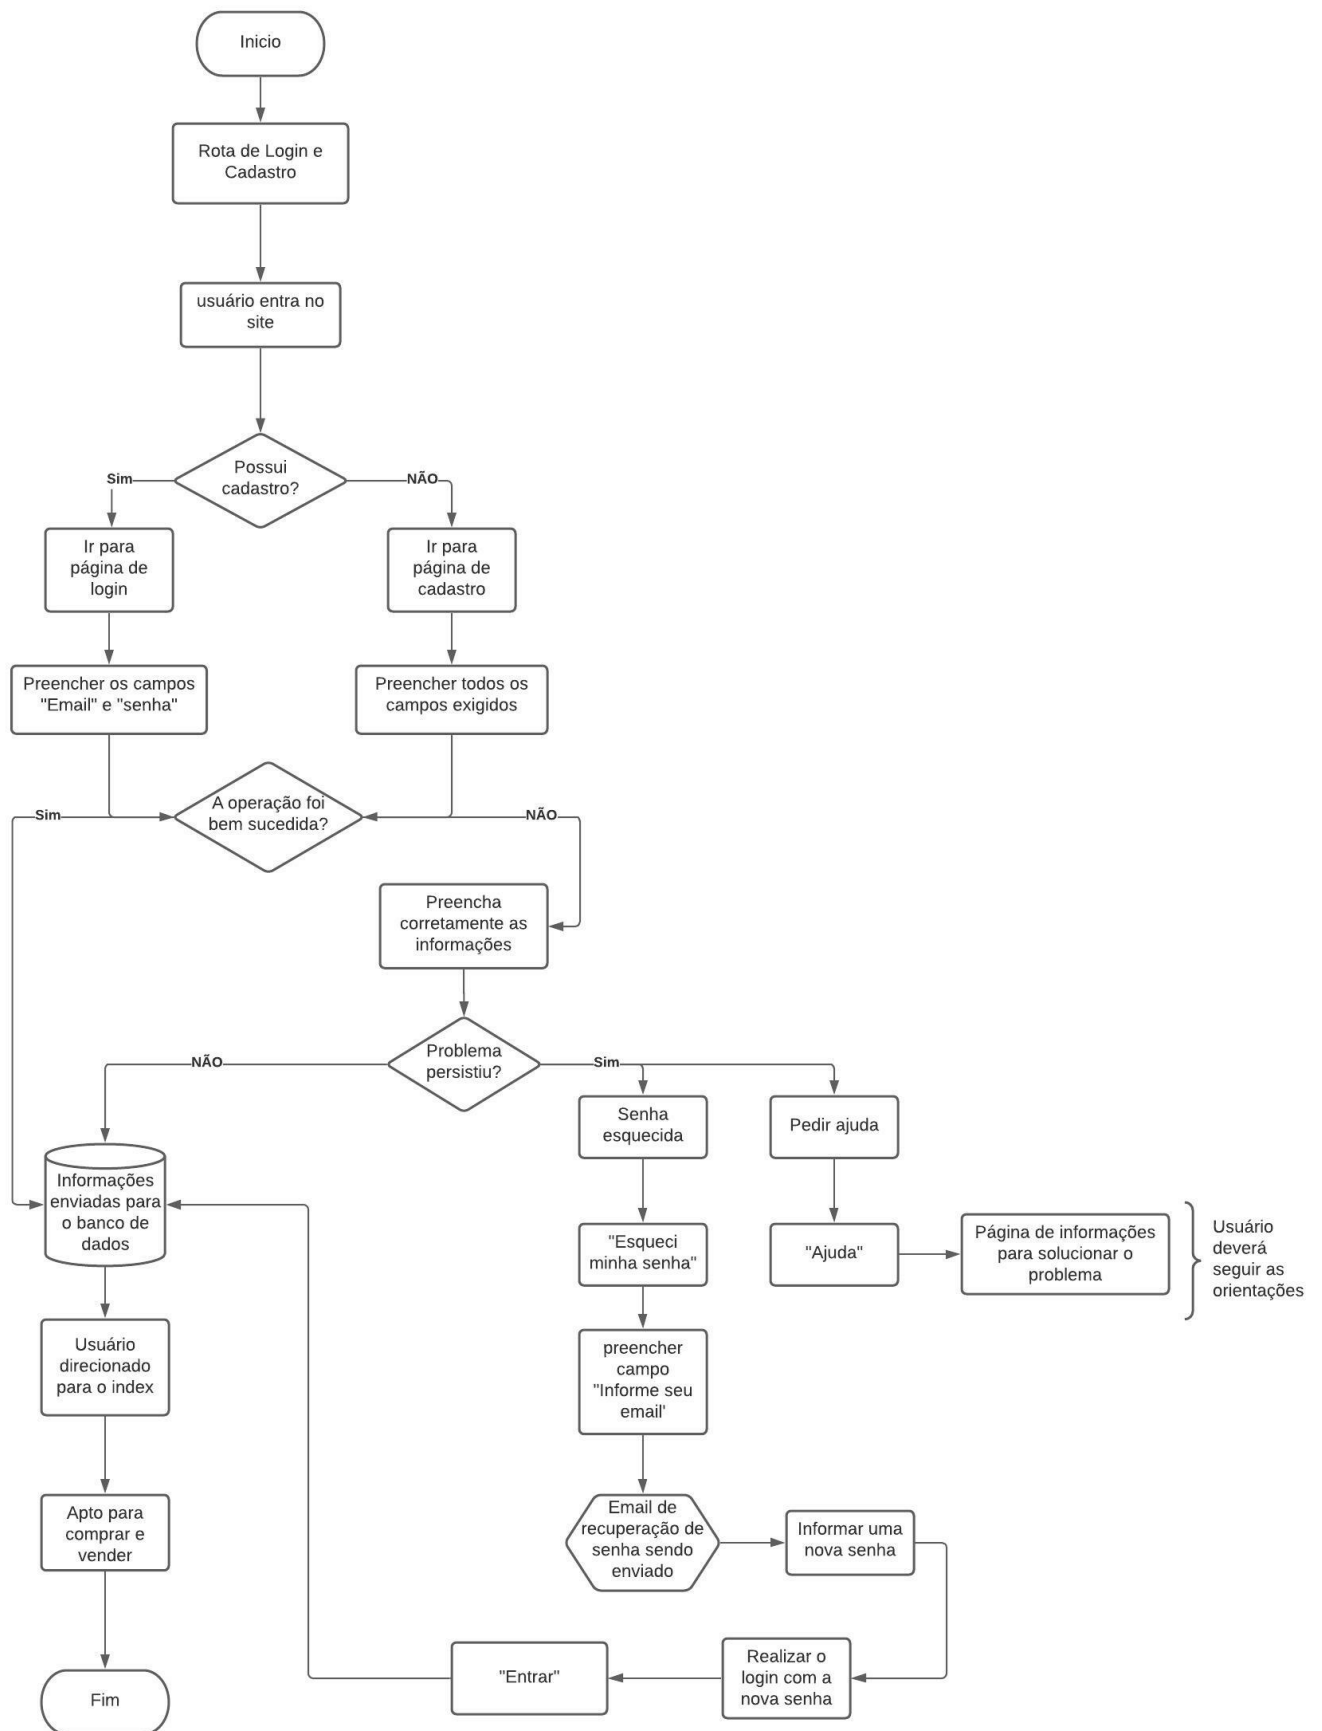 Inicio
Rota de Login e
Cadastro
usuário entra no
site
Possui
cadastro?
Sim
NÃO
Ir para
página de
login
Ir para
página de
cadastro
Preencher os campos
"Email" e "senha"
Preencher todos os
campos exigidos
A operação foi
bem sucedida?
Sim
NÃO
Preencha
corretamente as
informações
Problema
persistiu?
NÃO
Sim
Senha
esquecida
Pedir ajuda
Informações
enviadas para
o banco de
dados
"Esqueci
minha senha"
"Ajuda"
Página de informações
para solucionar o
problema
Usuário
deverá
seguir as
orientações
Usuário
direcionado
para o index
preencher
campo
"Informe seu
email'
Apto para
comprar e
vender
Email de
recuperação de
senha sendo
enviado
Informar uma
nova senha
Realizar o
login com a
nova senha
"Entrar"
Fim